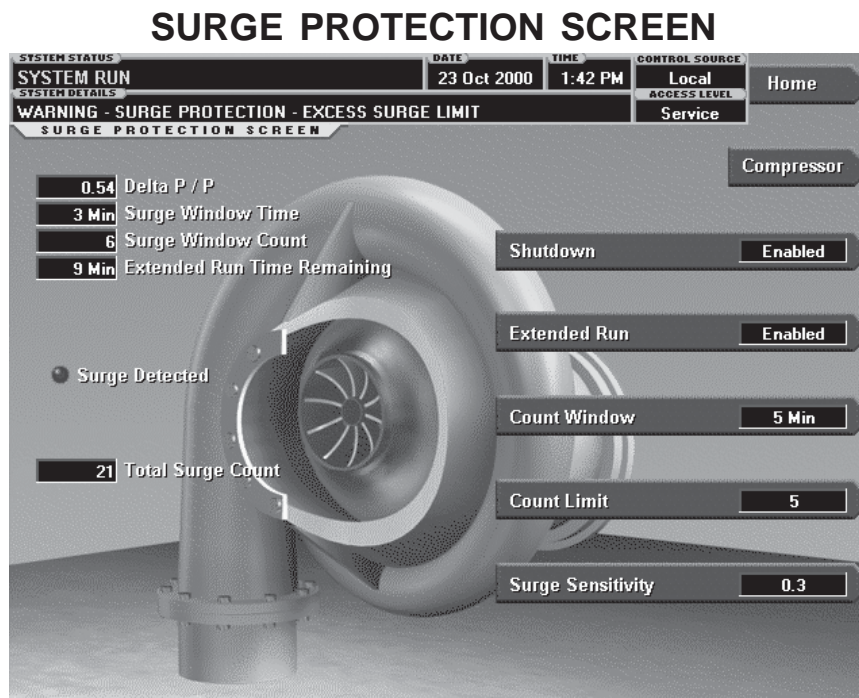 SURGE PROTECTION SCREEN
SYSTEM STATUS
SYSTEM RUN
DATE
23 Oct 2000
TIME
1:42 PM
CONTROL SOURCE
Local
Home
SYSTEM DETAILS
WARNING - SURGE PROTECTION - EXCESS SURGE LIMIT
ACCESS LEVEL
Service
SURGE PROTECTION SCREEN
Compressor
0.54 Delta P / P
3 Min Surge Window Time
6 Surge Window Count
9 Min Extended Run Time Remaining
Shutdown Enabled
Extended Run Enabled
Surge Detected
Count Window 5 Min
21 Total Surge Count
Count Limit 5
Surge Sensitivity 0.3